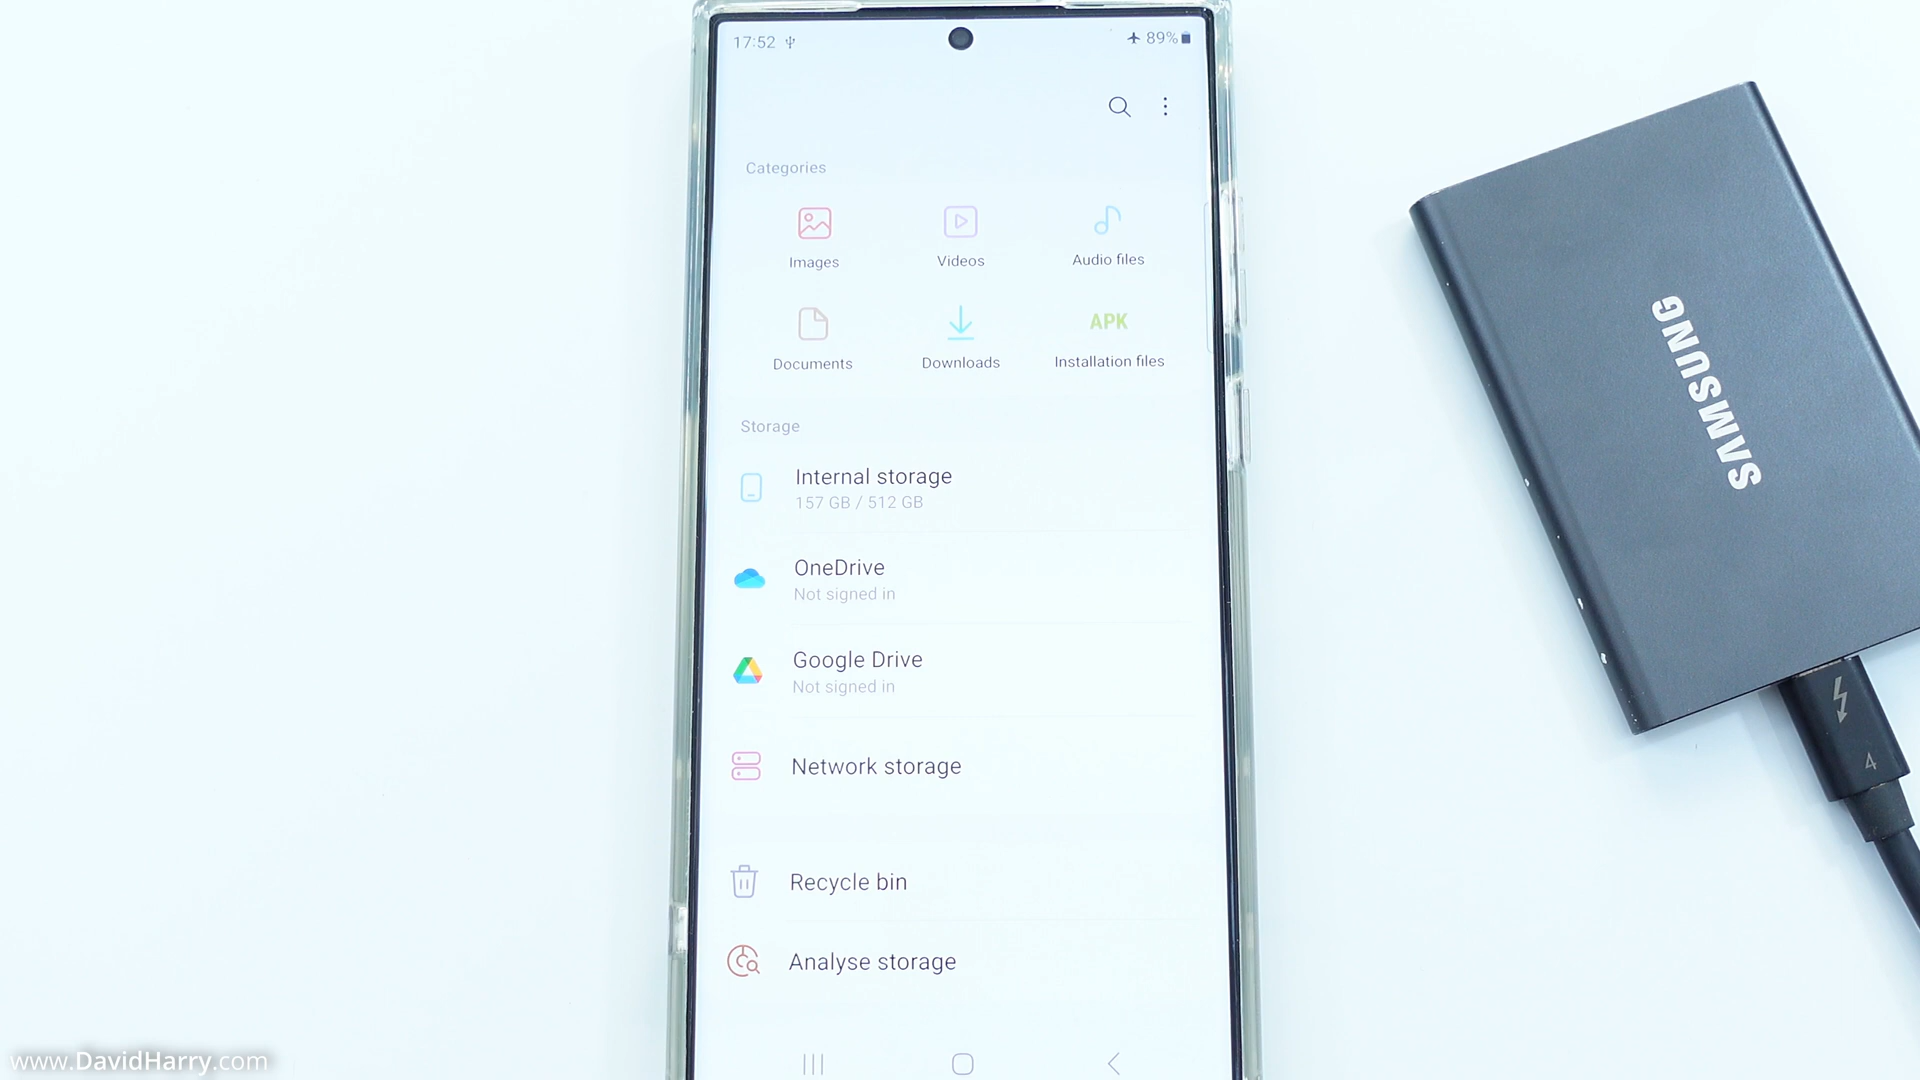 17:52
89%
Categories
Images
Videos
Audio files
Documents
Downloads
APK
Installation files
Storage
Internal storage
157 GB / 512 GB
OneDrive
Not signed in
Google Drive
Not signed in
Network storage
Recycle bin
Analyse storage
SAMSUNG
4
www.DavidHarry.com